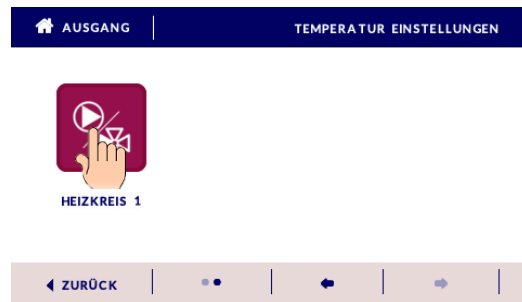 AUSGANG
TEMPERATUR EINSTELLUNGEN
HEIZKREIS 1
ZURÜCK